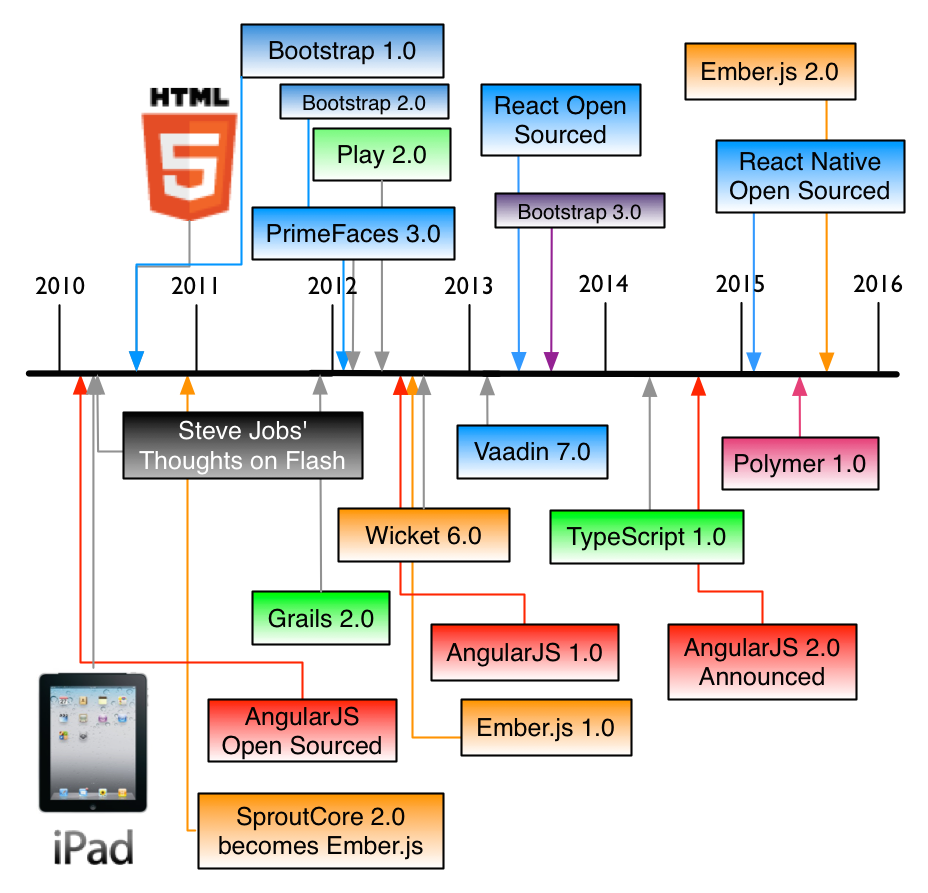 Bootstrap 1.0
Ember.js 2.0
HTML
5
Bootstrap 2.0
React Open
Sourced
Play 2.0
React Native
Open Sourced
Bootstrap 3.0
PrimeFaces 3.0
2010
2011
2012
2013
2014
2015
2016
Steve Jobs'
Thoughts on Flash
Vaadin 7.0
Polymer 1.0
Wicket 6.0
TypeScript 1.0
Grails 2.0
AngularJS 1.0
AngularJS 2.0
Announced
AngularJS
Open Sourced
Ember.js 1.0
SproutCore 2.0
becomes Ember.js
iPad